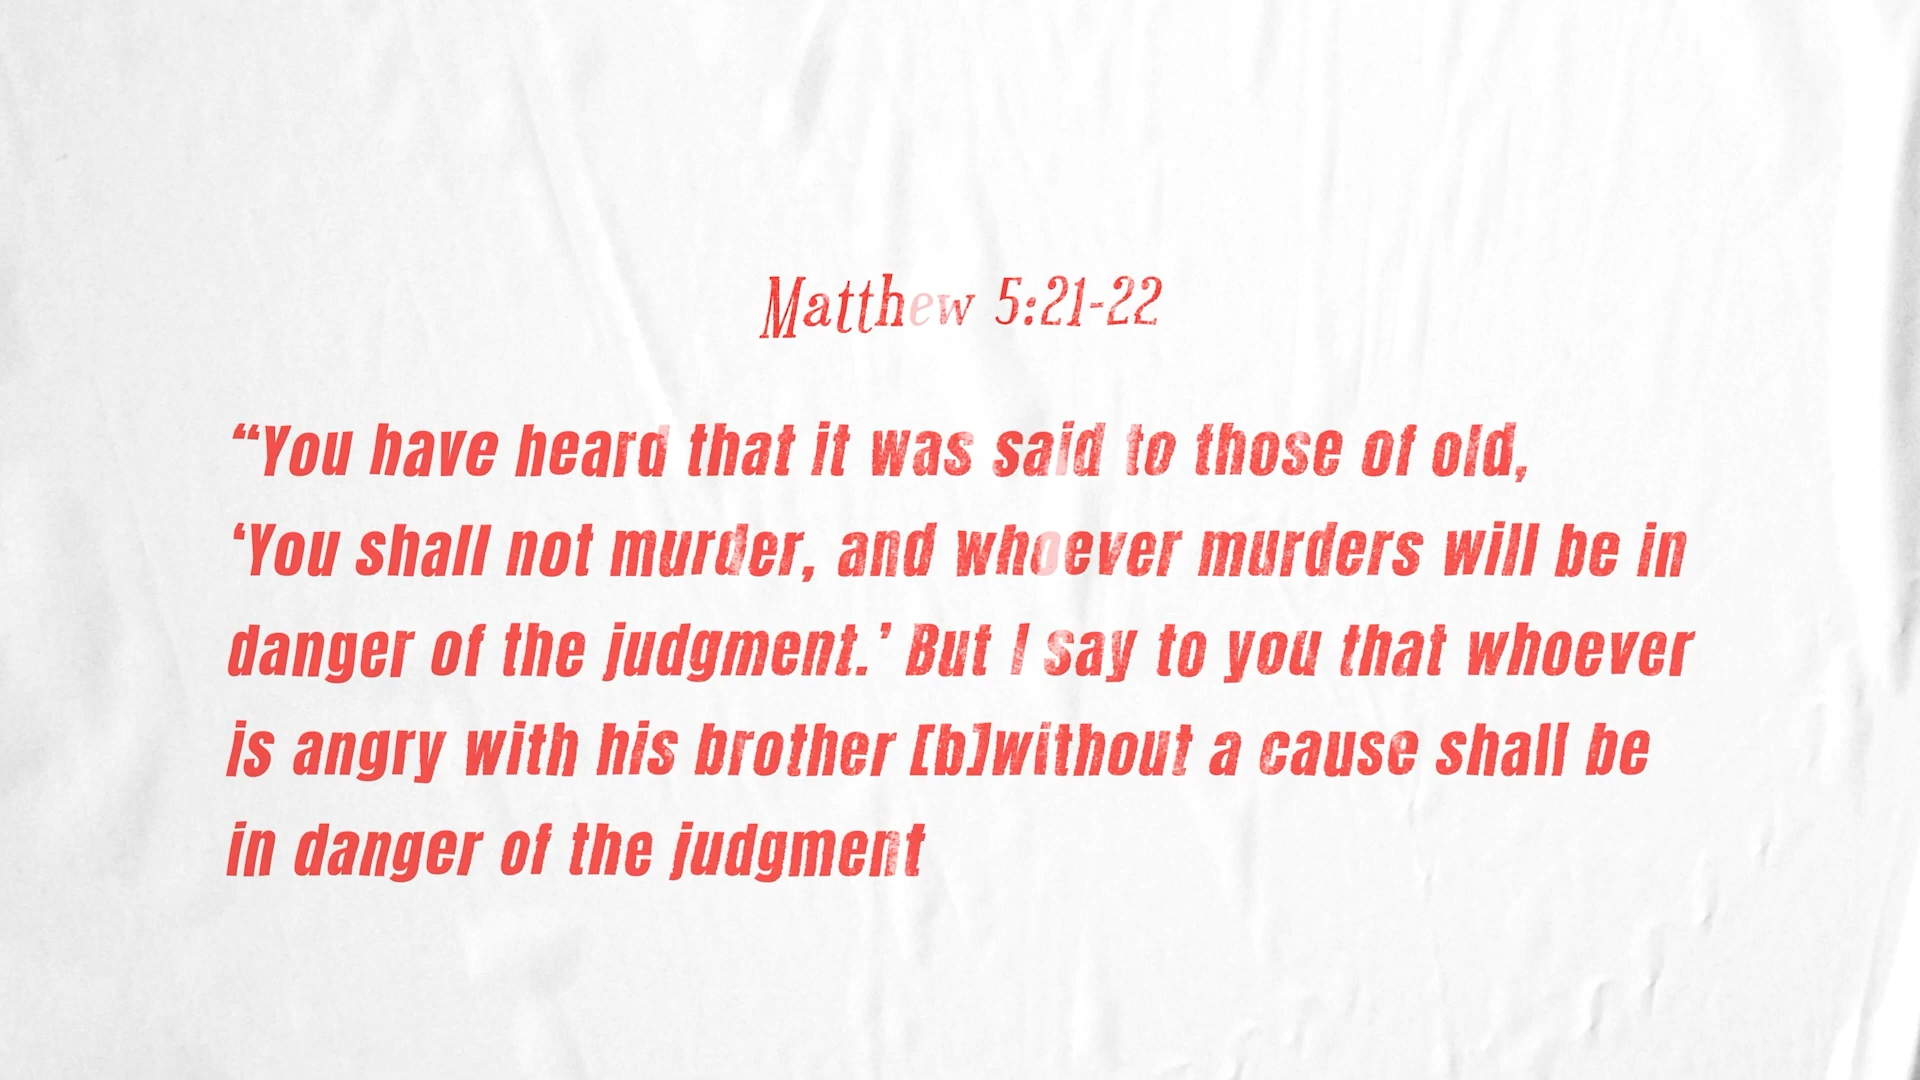 Matthew 5:21-22
“You have heard that it was said to those of old,
‘You shall not murder, and whoever murders will be in
danger of the judgment.’ But I say to you that whoever
is angry with his brother [b]without a cause shall be
in danger of the judgment